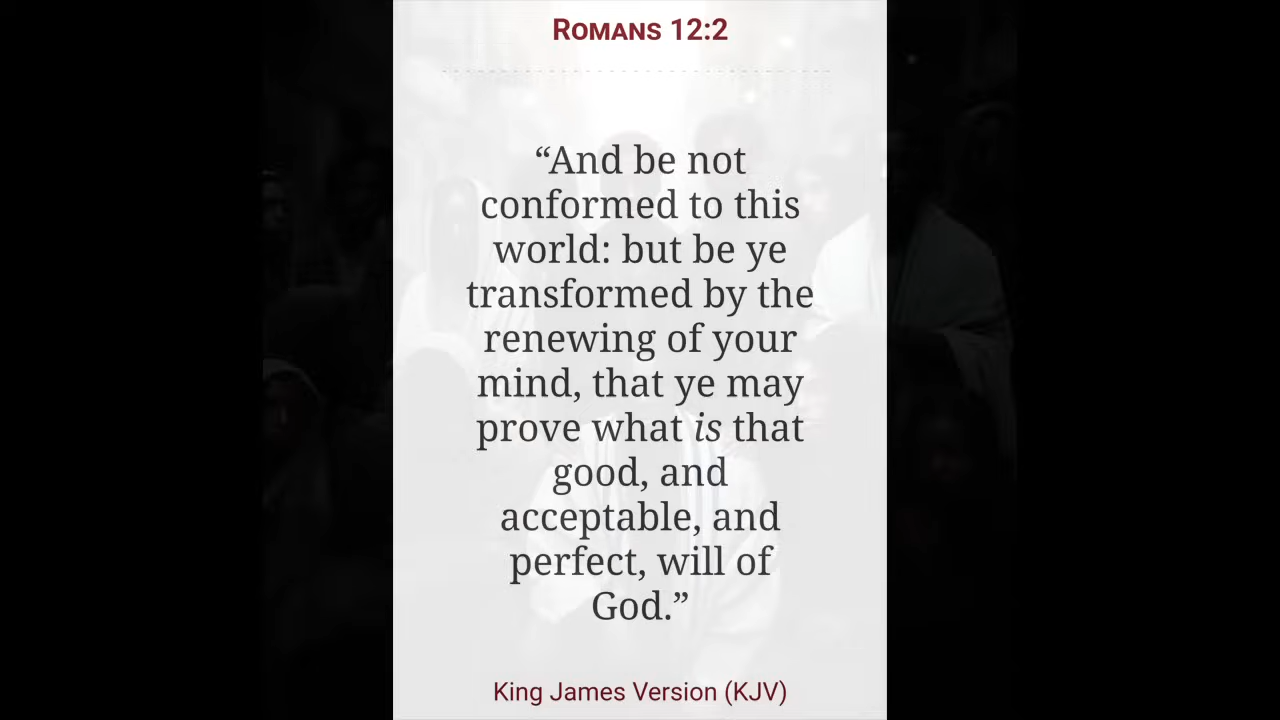 Romans 12:2
“And be not
conformed to this
world: but be ye
transformed by the
renewing of your
mind, that ye may
prove what is that
good, and
acceptable, and
perfect, will of
God.”
King James Version (KJV)